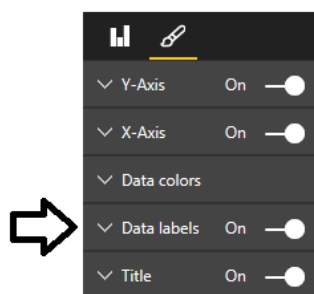 Y-Axis On
X-Axis On
Data colors
Data labels On
Title On